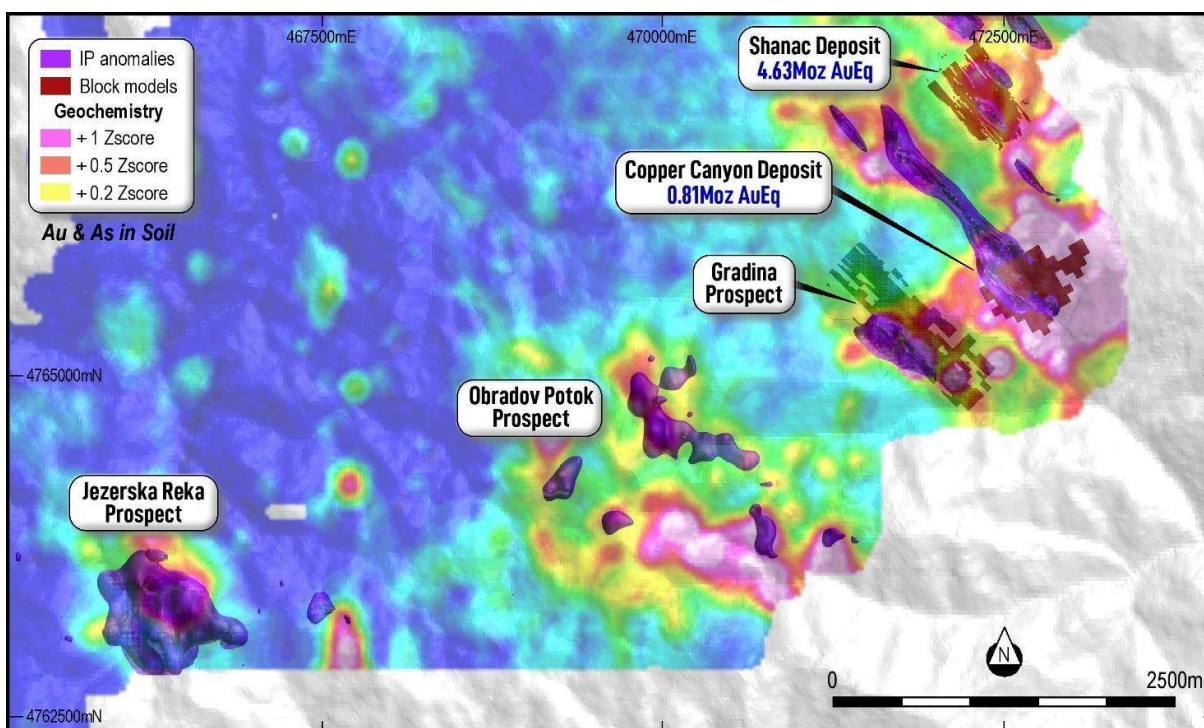 467500mE
470000mE
472500mE
IP anomalies
Block models
Geochemistry
+ 1 Zscore
+ 0.5 Zscore
+ 0.2 Zscore
Au & As in Soil
Shanac Deposit
4.63Moz AuEq
Copper Canyon Deposit
0.81Moz AuEq
Gradina
Prospect
4765000mN
Obradov Potok
Prospect
Jezerska Reka
Prospect
N
0
2500m
4762500mN